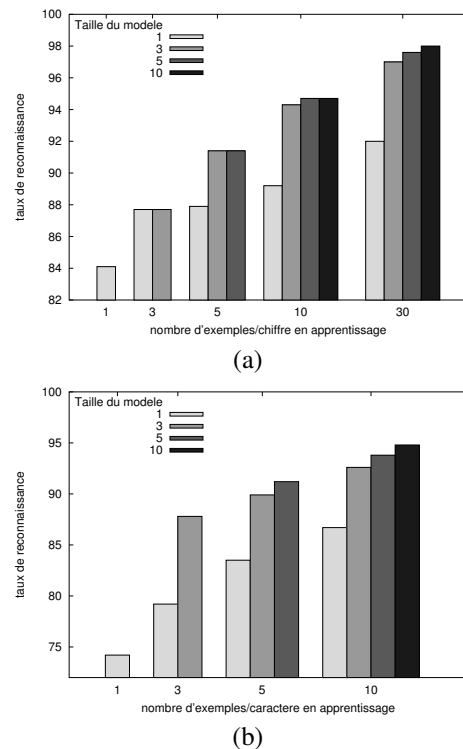 100
98
96
94
92
90
88
86
84
82
taux de reconnaissance
Taille du modele
1
3
5
10
1 3 5 10 30
nombre d'exemples/chiffre en apprentissage
(a)
100
95
90
85
80
75
taux de reconnaissance
Taille du modele
1
3
5
10
1 3 5 10
nombre d'exemples/caractere en apprentissage
(b)